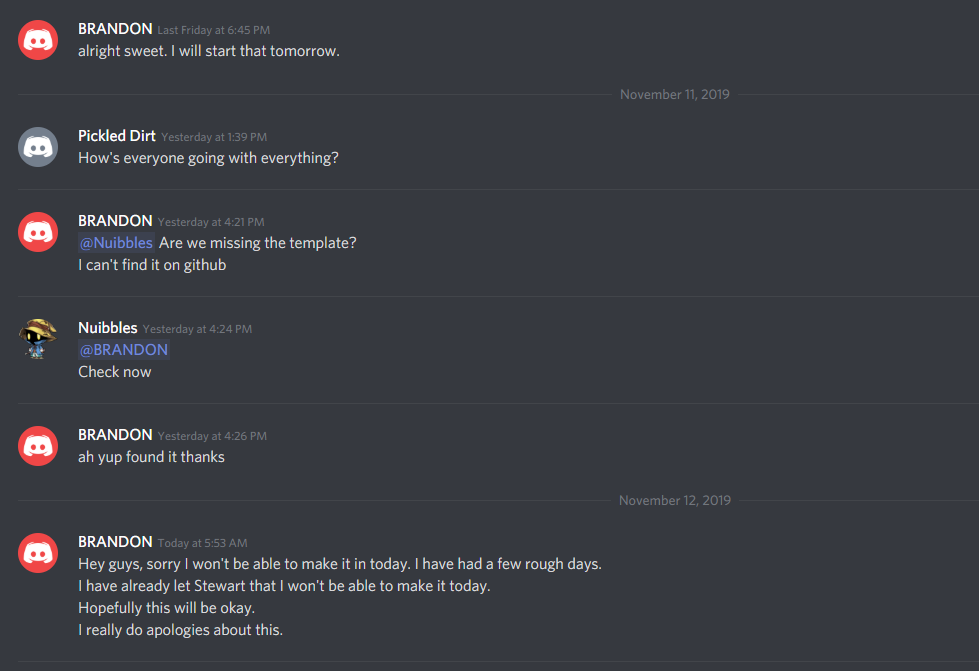 BRANDON Last Friday at 6:45 PM
alright sweet. I will start that tomorrow.
November 11, 2019
Pickled Dirt Yesterday at 1:39 PM
How's everyone going with everything?
BRANDON Yesterday at 4:21 PM
@Nuibbles Are we missing the template?
I can't find it on github
Nuibbles Yesterday at 4:24 PM
@BRANDON
Check now
BRANDON Yesterday at 4:26 PM
ah yup found it thanks
November 12, 2019
BRANDON Today at 5:53 AM
Hey guys, sorry I won't be able to make it in today. I have had a few rough days.
I have already let Stewart that I won't be able to make it today.
Hopefully this will be okay.
I really do apologies about this.